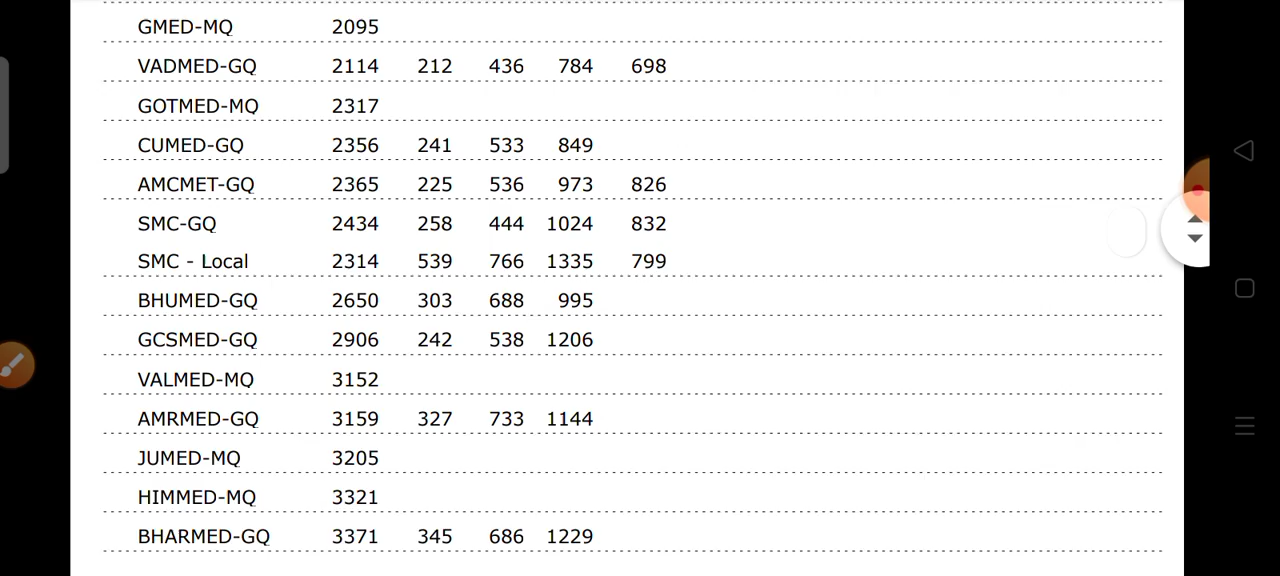 GMED-MQ 2095
VADMED-GQ 2114 212 436 784 698
GOTMED-MQ 2317
CUMED-GQ 2356 241 533 849
AMCMET-GQ 2365 225 536 973 826
SMC-GQ 2434 258 444 1024 832
SMC - Local 2314 539 766 1335 799
BHUMED-GQ 2650 303 688 995
GCSMED-GQ 2906 242 538 1206
VALMED-MQ 3152
AMRMED-GQ 3159 327 733 1144
JUMED-MQ 3205
HIMMED-MQ 3321
BHARMED-GQ 3371 345 686 1229